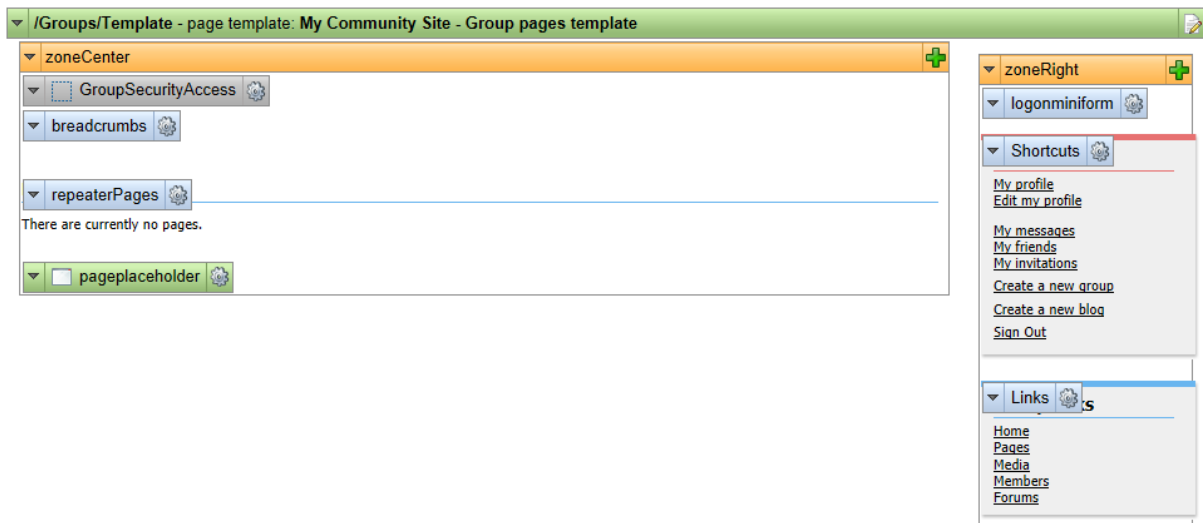 /Groups/Template - page template: My Community Site - Group pages template
zoneCenter
GroupSecurityAccess
breadcrumbs
repeaterPages
There are currently no pages.
pageplaceholder
zoneRight
logonminiform
Shortcuts
My profile
Edit my profile
My messages
My friends
My invitations
Create a new group
Create a new blog
Sign Out
Links
Home
Pages
Media
Members
Forums